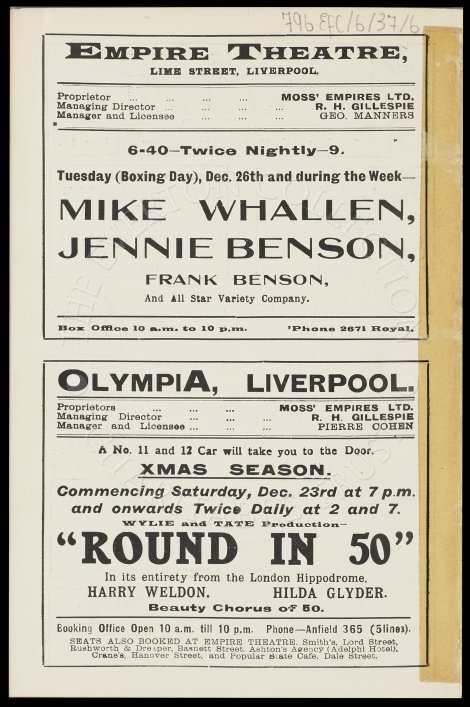 796 EFC/6/37/6
EMPIRE THEATRE,
LIME STREET, LIVERPOOL.
Proprietor ... ... ... ... MOSS' EMPIRES LTD.
Managing Director ... ... ... ... R. H. GILLESPIE
Manager and Licensee ... ... ... GEO. MANNERS
6-40—Twice Nightly—9.
Tuesday (Boxing Day), Dec. 26th and during the Week—
MIKE WHALLEN,
JENNIE BENSON,
FRANK BENSON,
And All Star Variety Company.
Box Office 10 a.m. to 10 p.m. 'Phone 2671 Royal.
OLYMPIA, LIVERPOOL.
Proprietors ... ... ... MOSS' EMPIRES LTD.
Managing Director ... ... ... R. H. GILLESPIE
Manager and Licensee ... ... ... PIERRE COHEN
A No. 11 and 12 Car will take you to the Door.
XMAS SEASON.
Commencing Saturday, Dec. 23rd at 7 p.m.
and onwards Twice Daily at 2 and 7.
WYLIE and TATE Production—
"ROUND IN 50"
In its entirety from the London Hippodrome,
HARRY WELDON. HILDA GLYDER.
Beauty Chorus of 50.
Booking Office Open 10 a.m. till 10 p.m. Phone—Anfield 365 (5lines).
SEATS ALSO BOOKED AT EMPIRE THEATRE, Smith's, Lord Street,
Rushworth & Dreaper, Basnett Street, Ashton's Agency (Adelphi Hotel),
Crane's, Hanover Street, and Popular State Cafe, Dale Street.
THE EVERTON COLLECTION